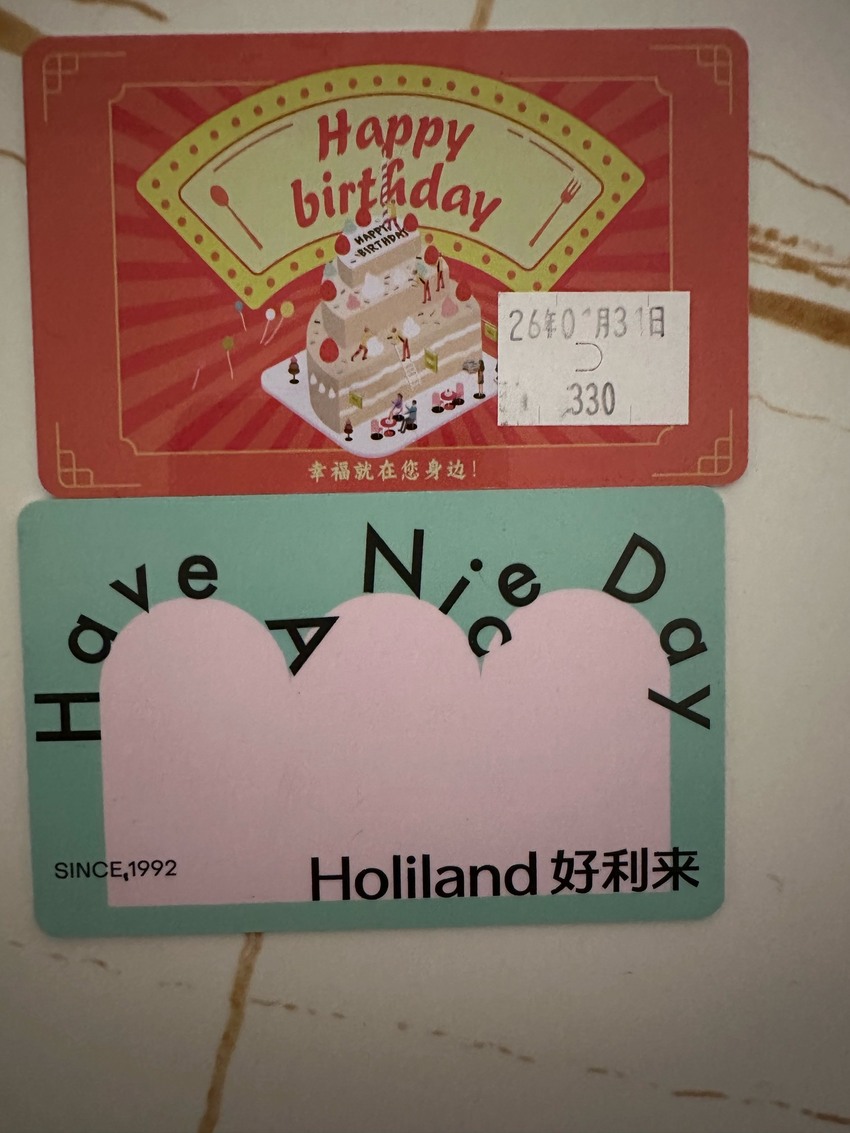 Happy
birthday
HAPPY
BIRTHDAY
26年01月31日
330
幸福就在您身边!
Have A Nice Day
SINCE,1992
Holiland 好利来